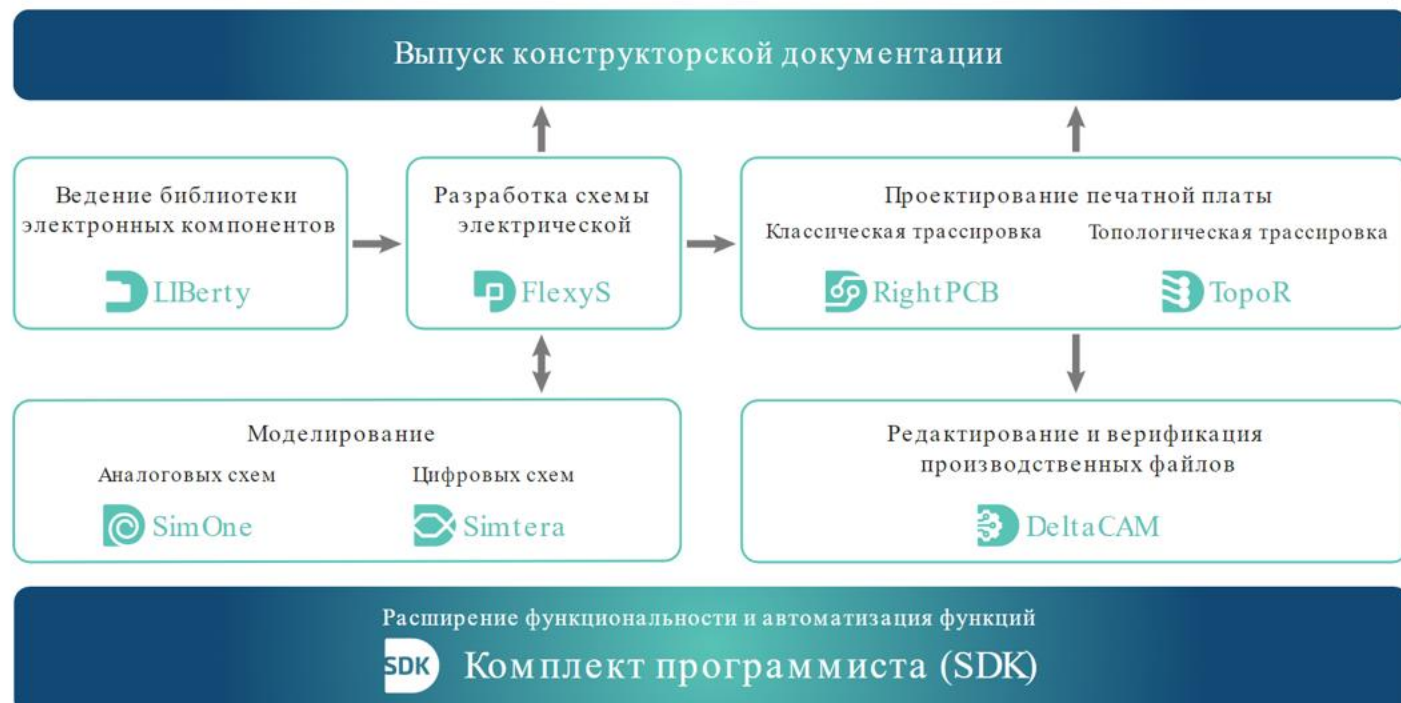 Выпуск конструкторской документации
Ведение библиотеки
электронных компонентов
LIBerty
Разработка схемы
электрической
FlexyS
Проектирование печатной платы
Классическая трассировка
Топологическая трассировка
RightPCB
TopoR
Моделирование
Аналоговых схем
Цифровых схем
SimOne
Simtera
Редактирование и верификация
производственных файлов
DeltaCAM
Расширение функциональности и автоматизация функций
SDK Комплект программиста (SDK)